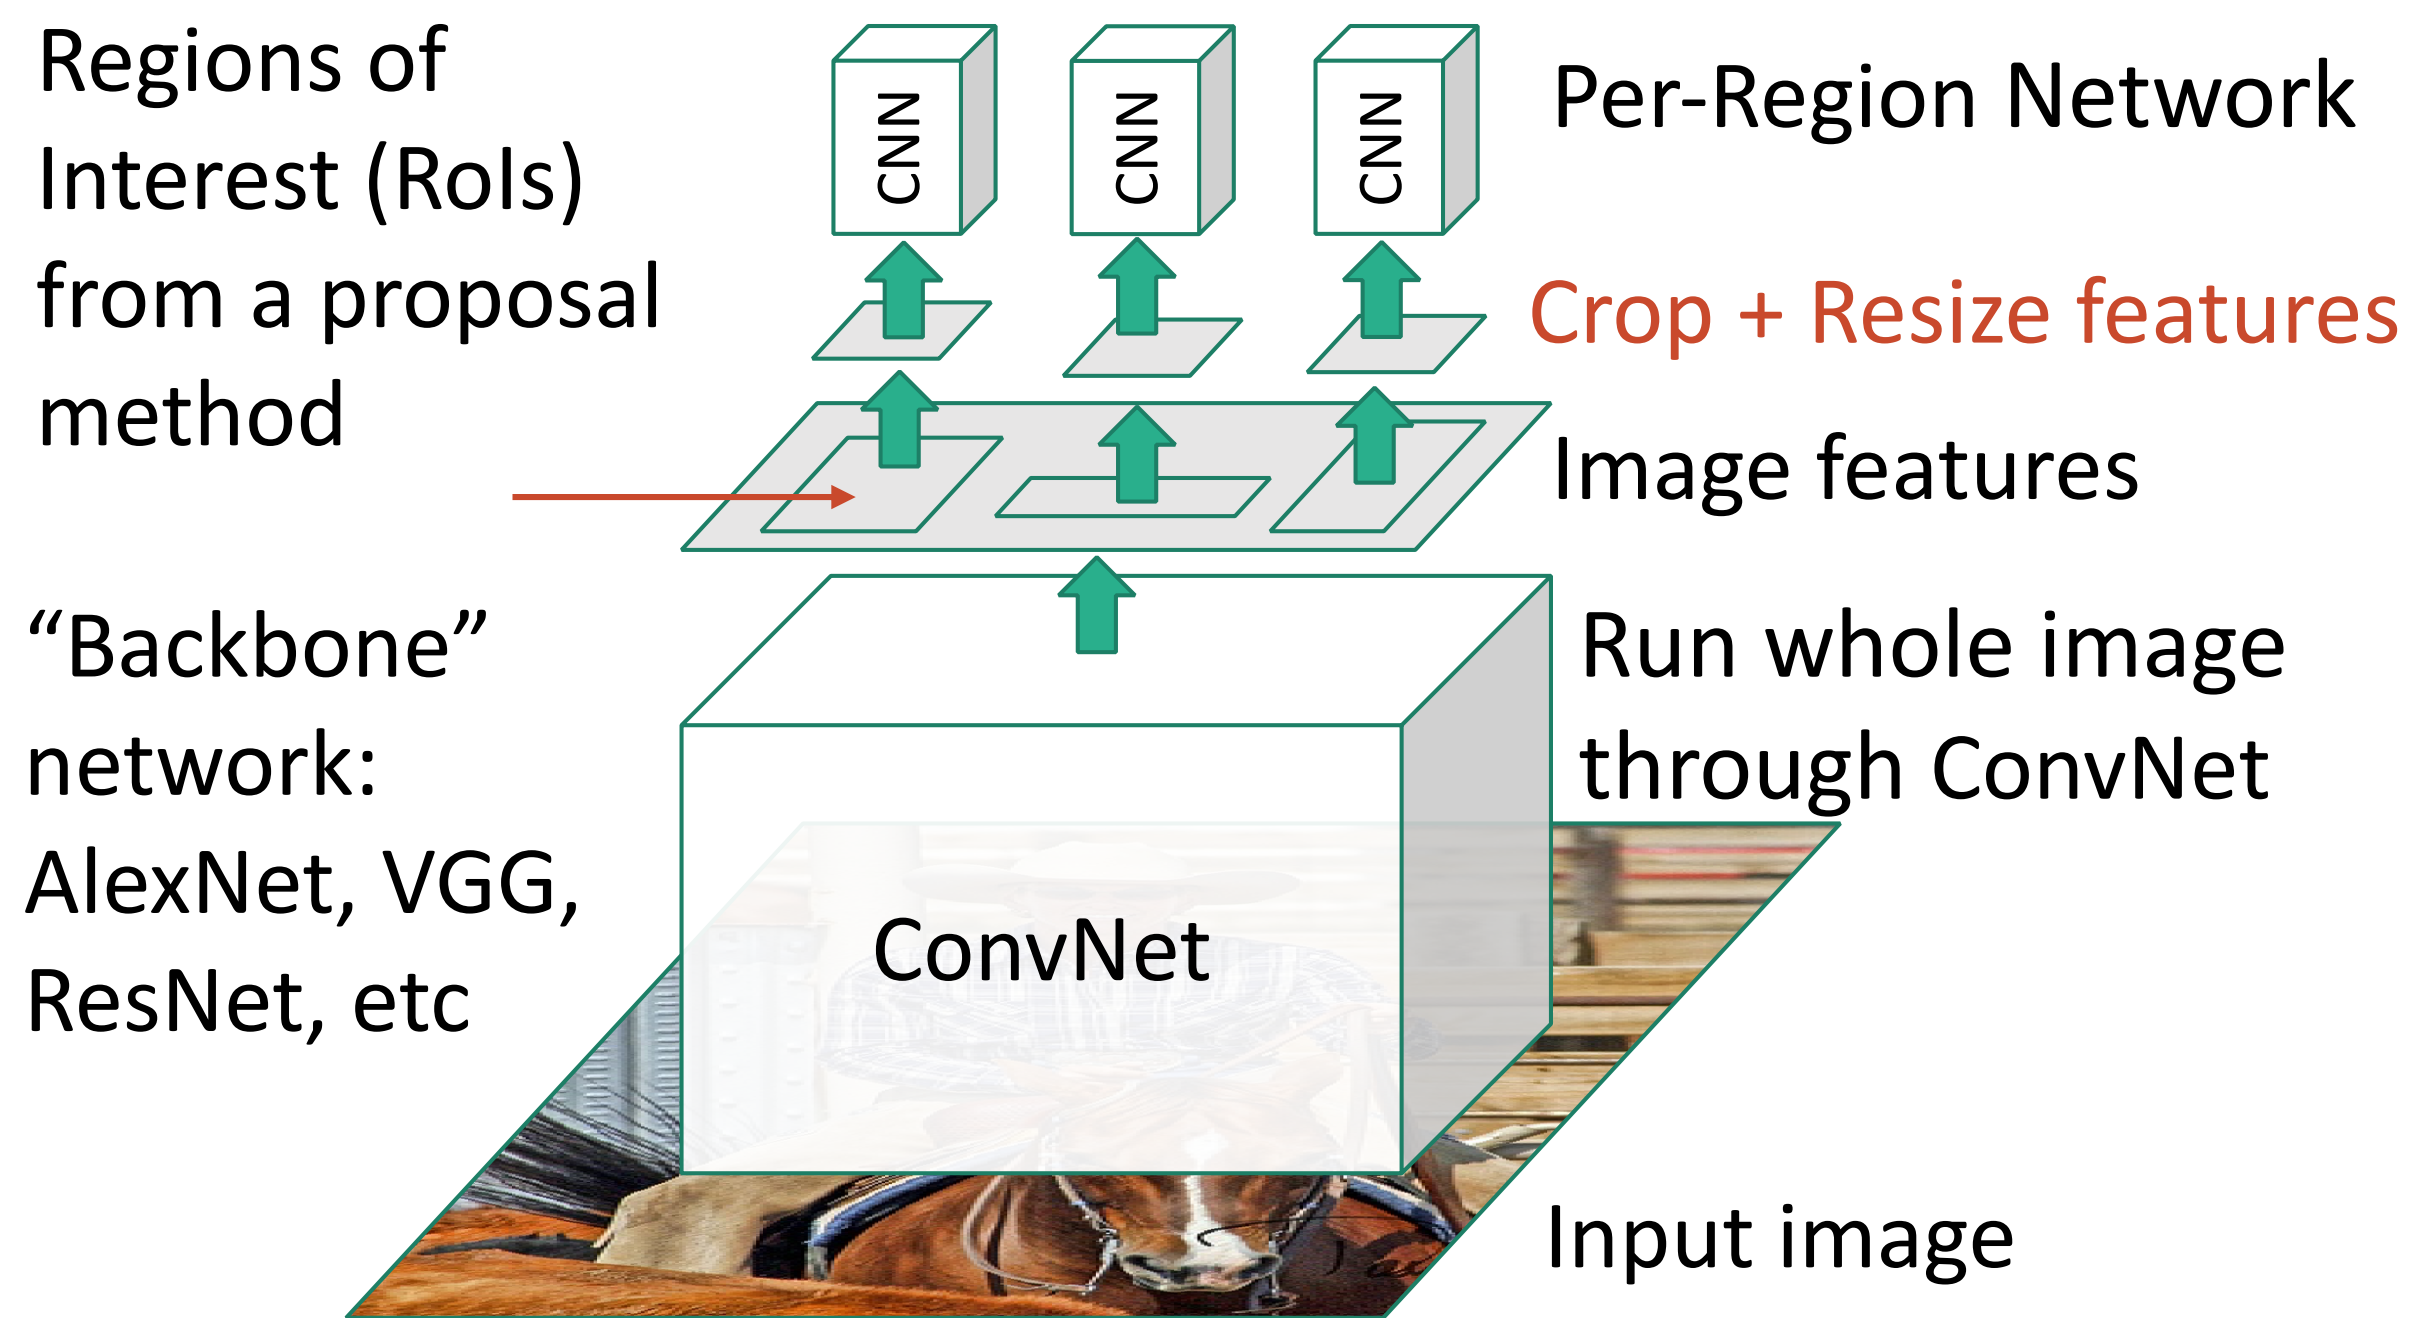 Regions of
Interest (RoIs)
from a proposal
method
CNN
CNN
CNN
Per-Region Network
Crop + Resize features
Image features
“Backbone”
network:
AlexNet, VGG,
ResNet, etc
Run whole image
through ConvNet
ConvNet
Input image